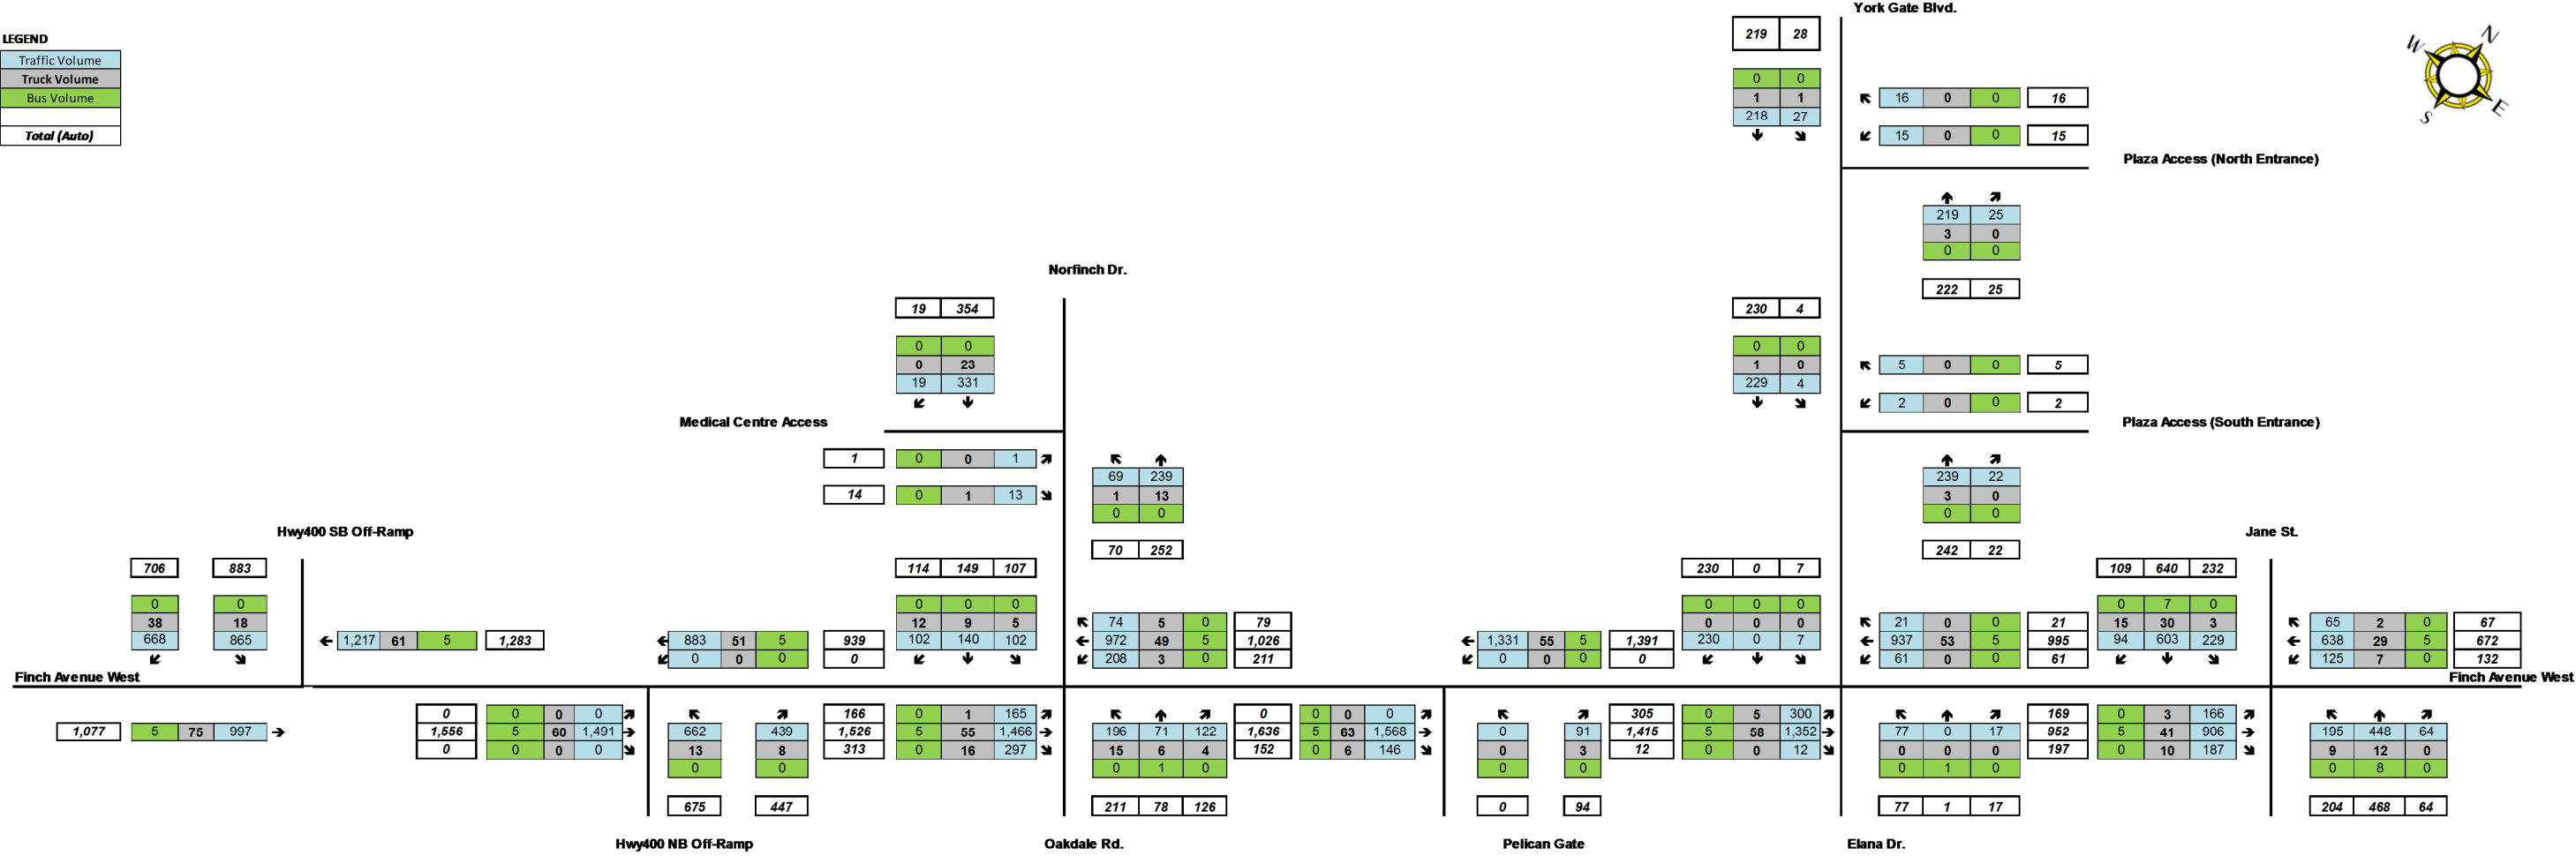 York Gate Blvd.
LEGEND
Traffic Volume
Truck Volume
Bus Volume
Total (Auto)
N
W
E
S
219 28
0 0
1 1
218 27
16 0 0 16
15 0 0 15
Plaza Access (North Entrance)
219 25
3 0
0 0
222 25
Norfinch Dr.
19 354
0 0
0 23
19 331
230 4
0 0
1 0
229 4
5 0 0 5
2 0 0 2
Medical Centre Access
Plaza Access (South Entrance)
1 0 0 1
14 0 1 13
69 239
1 13
0 0
70 252
239 22
3 0
0 0
242 22
Hwy400 SB Off-Ramp
Jane St.
706 883
0 0
38 18
668 865
1,217 61 5 1,283
883 51 5 939
0 0 0 0
114 149 107
0 0 0
12 9 5
102 140 102
74 5 0 79
972 49 5 1,026
208 3 0 211
1,331 55 5 1,391
0 0 0 0
230 0 7
0 0 0
0 0 0
230 0 7
21 0 0 21
937 53 5 995
61 0 0 61
109 640 232
0 7 0
15 30 3
94 603 229
65 2 0 67
638 29 5 672
125 7 0 132
Finch Avenue West
Finch Avenue West
1,077 5 75 997
0 0 0 0
1,556 5 60 1,491
0 0 0 0
662 439
13 8
0 0
675 447
166 0 1 165
1,526 5 55 1,466
313 0 16 297
196 71 122
15 6 4
0 1 0
211 78 126
0 0 0 0
1,636 5 63 1,568
152 0 6 146
0 91
0 3
0 0
0 94
305 0 5 300
1,415 5 58 1,352
12 0 0 12
77 0 17
0 0 0
0 1 0
77 1 17
169 0 3 166
952 5 41 906
197 0 10 187
195 448 64
9 12 0
0 8 0
204 468 64
Hwy400 NB Off-Ramp
Oakdale Rd.
Pelican Gate
Elana Dr.